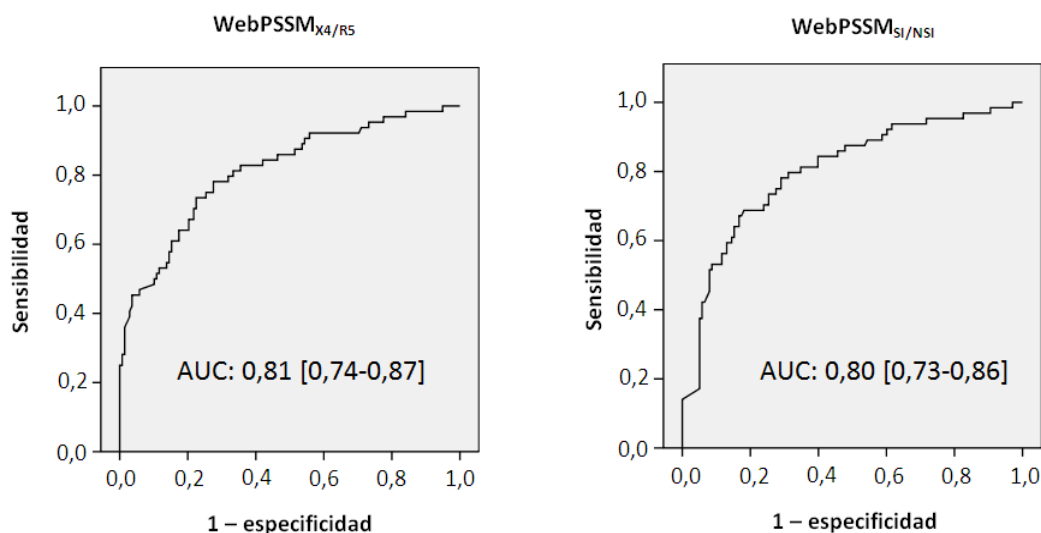 WebPSSMX4/R5
Sensibilidad
1,0
0,8
0,6
0,4
0,2
0,0
AUC: 0,81 [0,74-0,87]
0,0 0,2 0,4 0,6 0,8 1,0
1 – especificidad
WebPSSMSI/NSI
Sensibilidad
1,0
0,8
0,6
0,4
0,2
0,0
AUC: 0,80 [0,73-0,86]
0,0 0,2 0,4 0,6 0,8 1,0
1 – especificidad